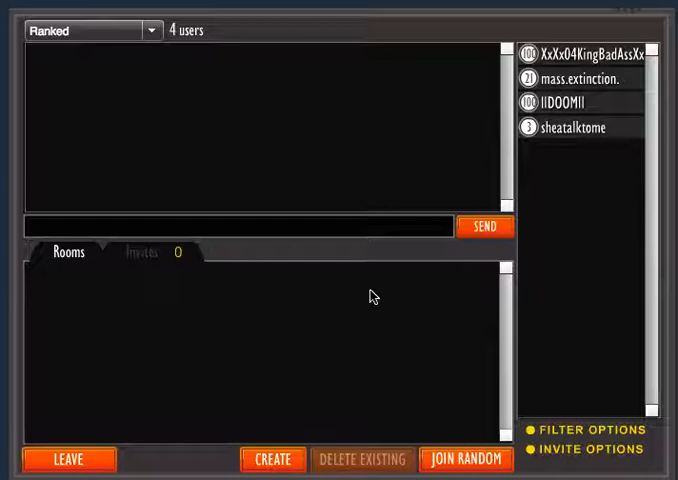 Ranked
4 users
100 XxXx04KingBadAssXx
21 mass.extinction.
100 IIDOOMII
3 sheatalktome
SEND
Rooms
Invites 0
FILTER OPTIONS
INVITE OPTIONS
LEAVE
CREATE
DELETE EXISTING
JOIN RANDOM